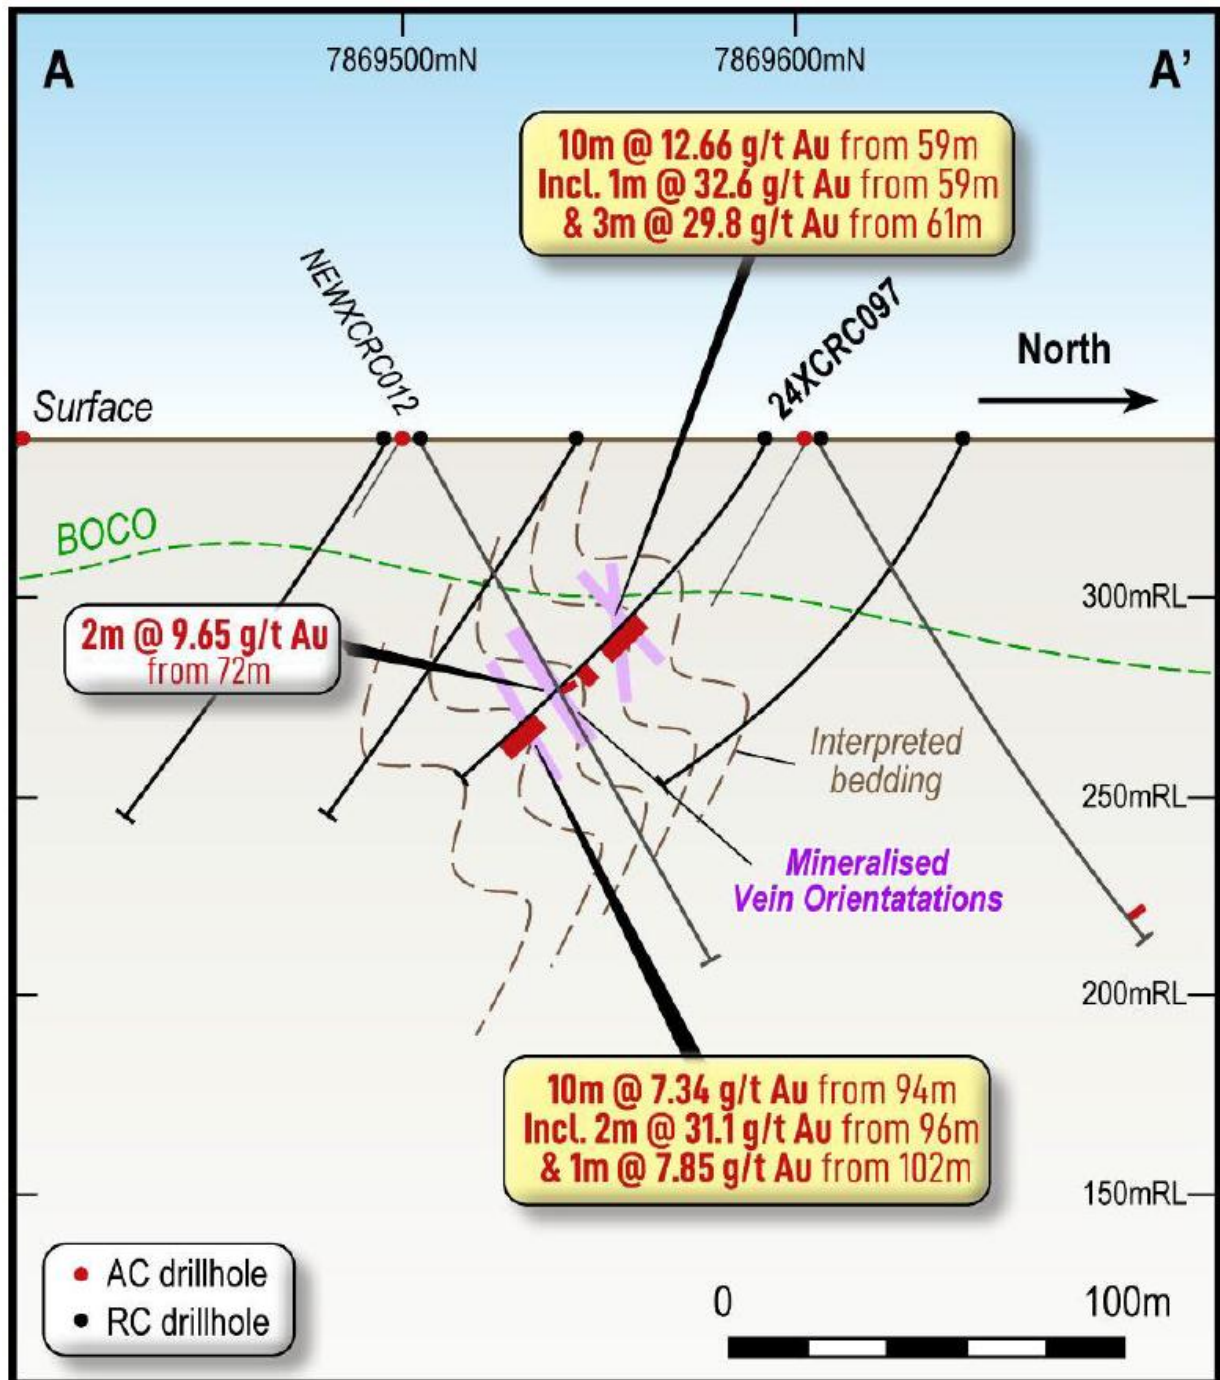 A
7869500mN
7869600mN
A’
10m @ 12.66 g/t Au from 59m
Incl. 1m @ 32.6 g/t Au from 59m
& 3m @ 29.8 g/t Au from 61m
NEWXCRC012
24XCRC097
North
Surface
BOCO
300mRL
2m @ 9.65 g/t Au
from 72m
Interpreted
bedding
250mRL
Mineralised
Vein Orientatations
200mRL
10m @ 7.34 g/t Au from 94m
Incl. 2m @ 31.1 g/t Au from 96m
& 1m @ 7.85 g/t Au from 102m
150mRL
AC drillhole
RC drillhole
0
100m